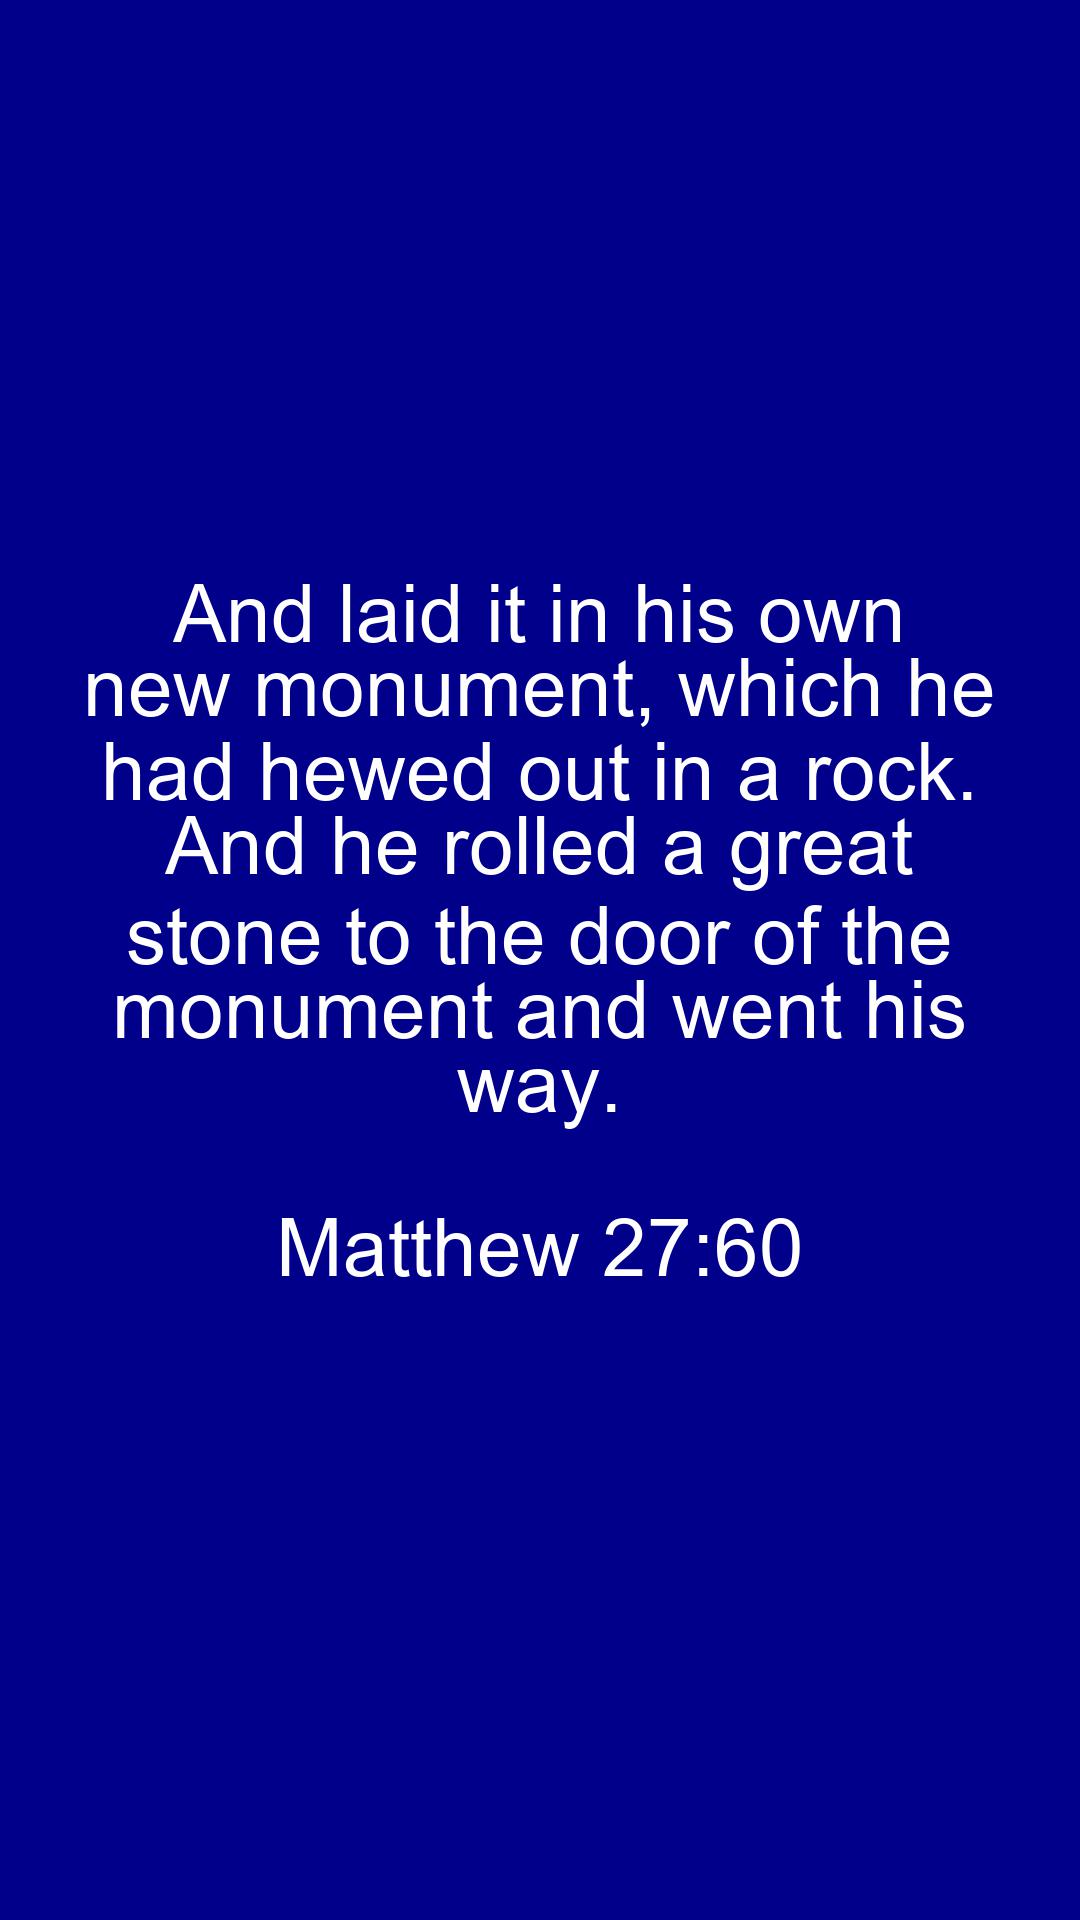 And laid it in his own
new monument, which he
had hewed out in a rock.
And he rolled a great
stone to the door of the
monument and went his
way.
Matthew 27:60